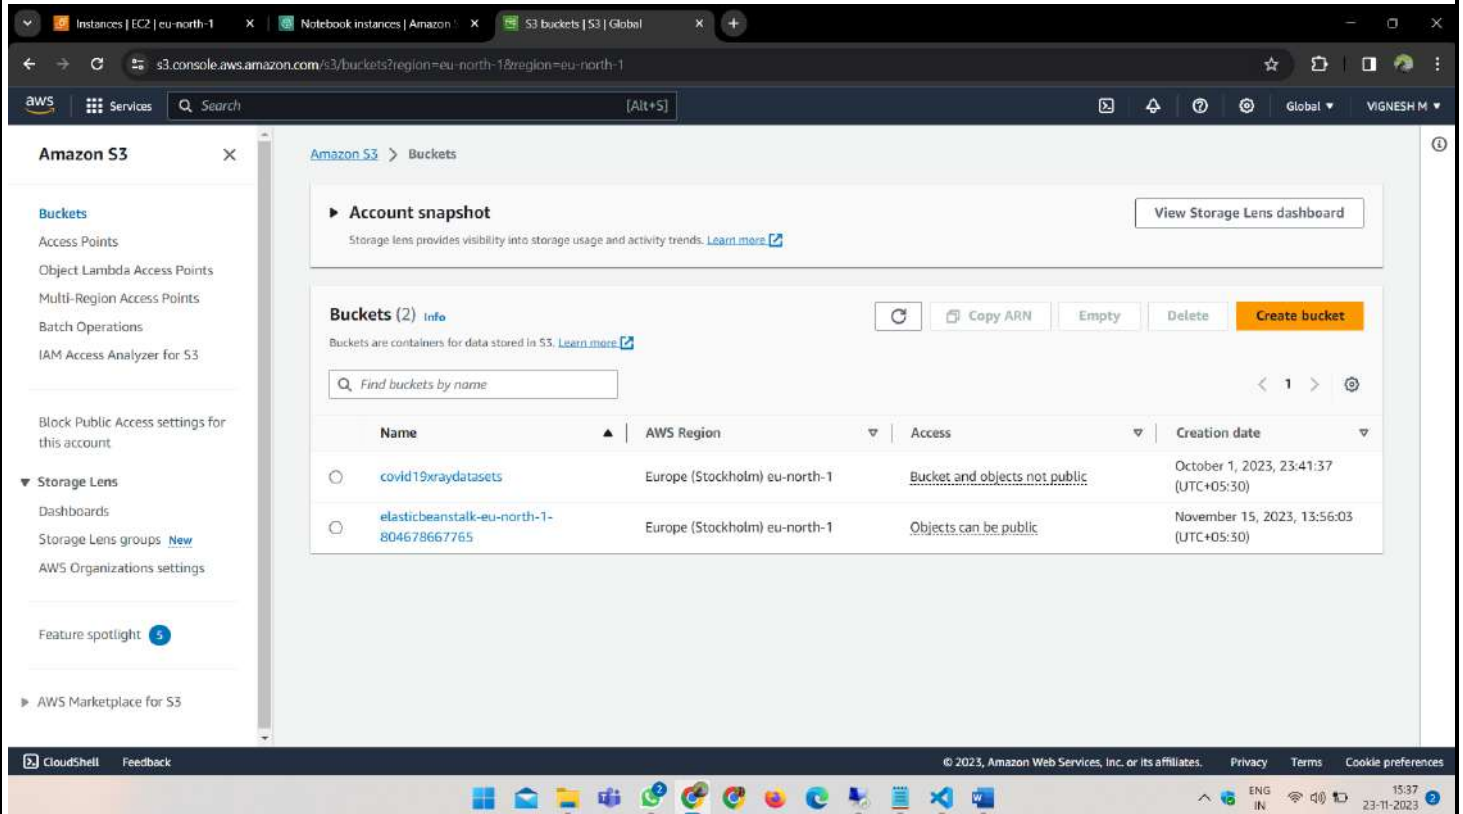 Instances | EC2 | eu-north-1
Notebook instances | Amazon S
S3 buckets | S3 | Global
s3.console.aws.amazon.com/s3/buckets?region=eu-north-1&region=eu-north-1
aws
Services
Search
[Alt+S]
Global
VIGNESH M
Amazon S3
Buckets
Access Points
Object Lambda Access Points
Multi-Region Access Points
Batch Operations
IAM Access Analyzer for S3
Block Public Access settings for
this account
Storage Lens
Dashboards
Storage Lens groups New
AWS Organizations settings
Feature spotlight 5
AWS Marketplace for S3
Amazon S3 > Buckets
Account snapshot
View Storage Lens dashboard
Storage lens provides visibility into storage usage and activity trends. Learn more
Buckets (2) Info
Copy ARN
Empty
Delete
Create bucket
Buckets are containers for data stored in S3. Learn more
Find buckets by name
1
Name
AWS Region
Access
Creation date
covid19xraydatasets
Europe (Stockholm) eu-north-1
Bucket and objects not public
October 1, 2023, 23:41:37
(UTC+05:30)
elasticbeanstalk-eu-north-1-
804678667765
Europe (Stockholm) eu-north-1
Objects can be public
November 15, 2023, 13:56:03
(UTC+05:30)
CloudShell
Feedback
© 2023, Amazon Web Services, Inc. or its affiliates.
Privacy
Terms
Cookie preferences
2
ENG
IN
15:37
23-11-2023
2